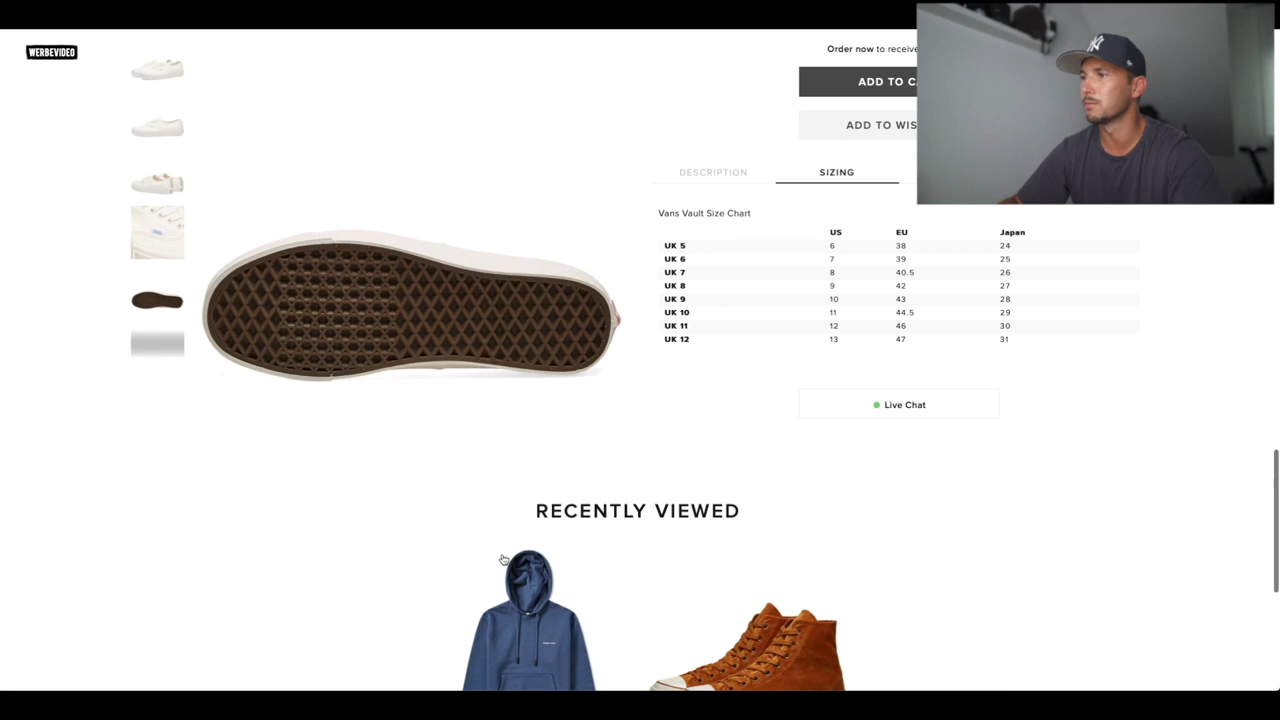 WERBEVIDEO
Order now to receive
ADD TO C
ADD TO WIS
DESCRIPTION
SIZING
Vans Vault Size Chart
US EU Japan
UK 5 6 38 24
UK 6 7 39 25
UK 7 8 40.5 26
UK 8 9 42 27
UK 9 10 43 28
UK 10 11 44.5 29
UK 11 12 46 30
UK 12 13 47 31
Live Chat
RECENTLY VIEWED